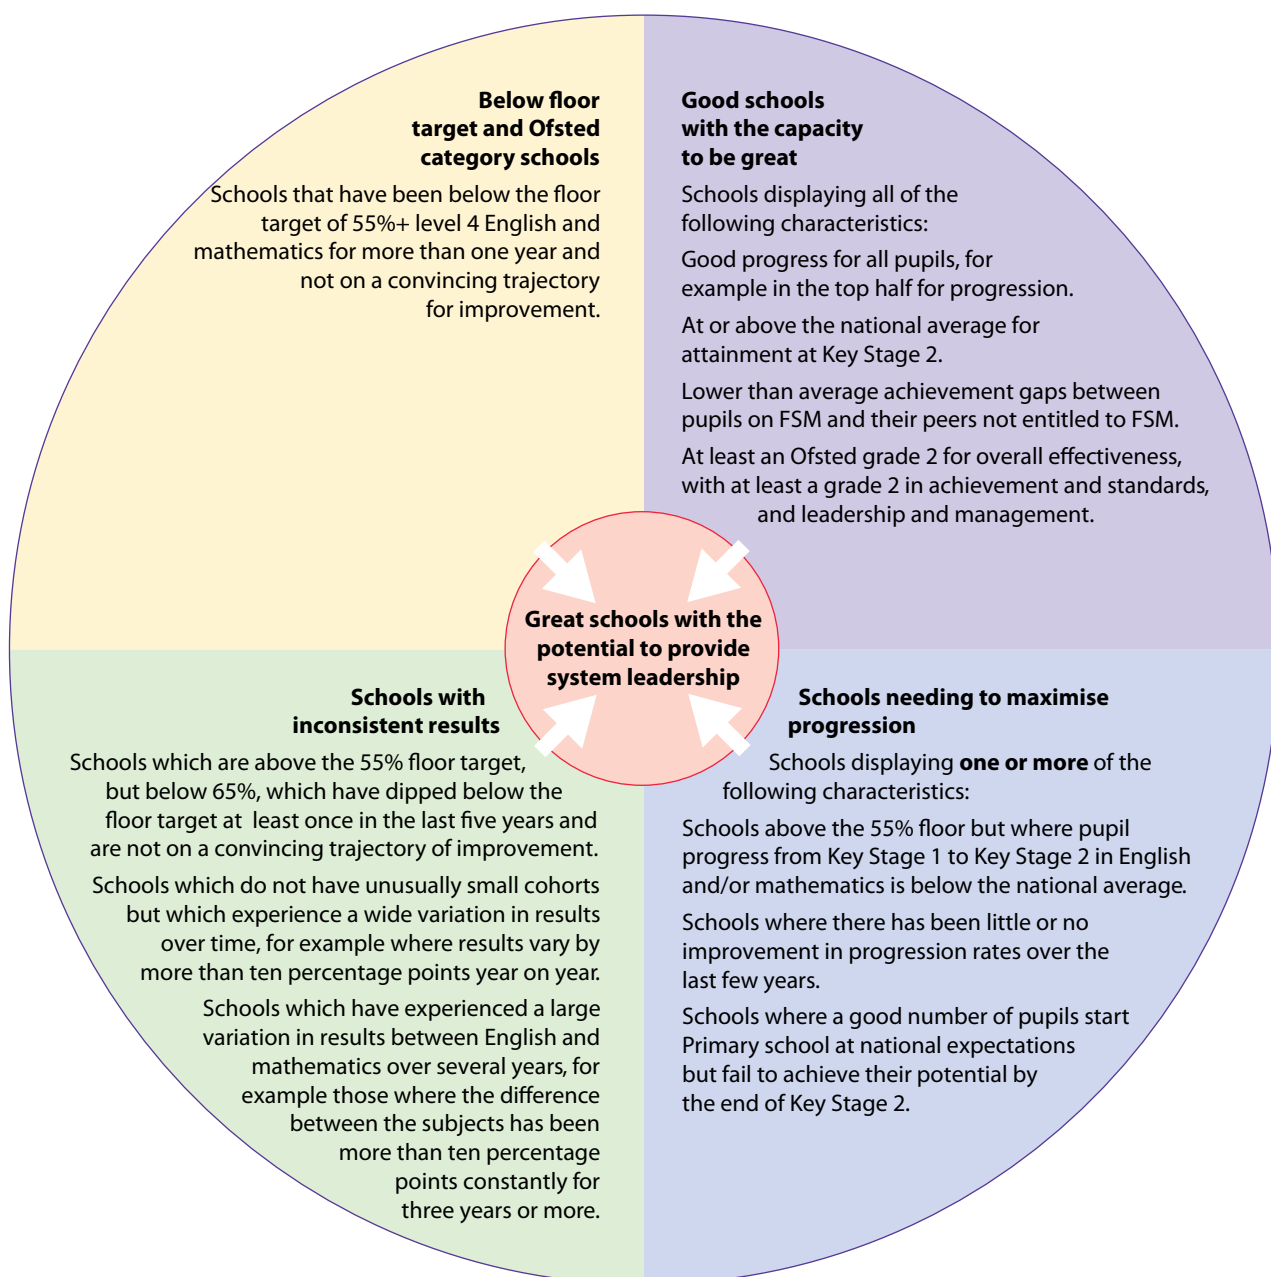 Below floor
target and Ofsted
category schools
Schools that have been below the floor
target of 55%+ level 4 English and
mathematics for more than one year and
not on a convincing trajectory
for improvement.
Good schools
with the capacity
to be great
Schools displaying all of the
following characteristics:
Good progress for all pupils, for
example in the top half for progression.
At or above the national average for
attainment at Key Stage 2.
Lower than average achievement gaps between
pupils on FSM and their peers not entitled to FSM.
At least an Ofsted grade 2 for overall effectiveness,
with at least a grade 2 in achievement and standards,
and leadership and management.
Great schools with the
potential to provide
system leadership
Schools with
inconsistent results
Schools which are above the 55% floor target,
but below 65%, which have dipped below the
floor target at least once in the last five years and
are not on a convincing trajectory of improvement.
Schools which do not have unusually small cohorts
but which experience a wide variation in results
over time, for example where results vary by
more than ten percentage points year on year.
Schools which have experienced a large
variation in results between English and
mathematics over several years, for
example those where the difference
between the subjects has been
more than ten percentage
points constantly for
three years or more.
Schools needing to maximise
progression
Schools displaying one or more of the
following characteristics:
Schools above the 55% floor but where pupil
progress from Key Stage 1 to Key Stage 2 in English
and/or mathematics is below the national average.
Schools where there has been little or no
improvement in progression rates over the
last few years.
Schools where a good number of pupils start
Primary school at national expectations
but fail to achieve their potential by
the end of Key Stage 2.